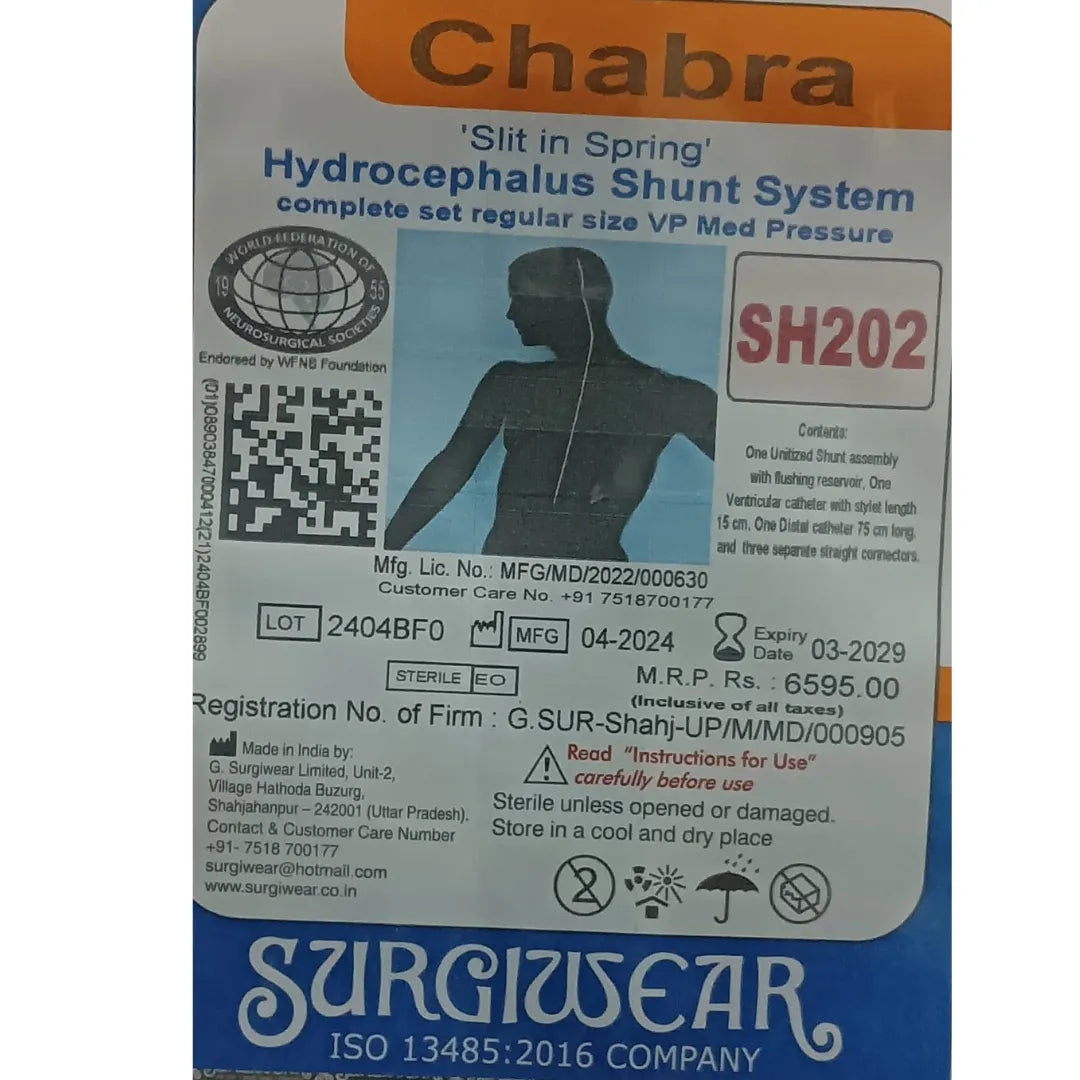 Chabra
'Slit in Spring'
Hydrocephalus Shunt System
complete set regular size VP Med Pressure
WORLD FEDERATION OF
19 55
NEUROSURGICAL SOCIETIES
Endorsed by WFNS Foundation
SH202
(01)08903847000412(21)2404BF002899
Contents:
One Unitized Shunt assembly
with flushing reservoir, One
Ventricular catheter with stylet length
15 cm, One Distal catheter 75 cm long,
and three separate straight connectors.
Mfg. Lic. No.: MFG/MD/2022/000630
Customer Care No. +91 7518700177
LOT 2404BF0 MFG 04-2024 Expiry Date 03-2029
STERILE EO
M.R.P. Rs. : 6595.00
(Inclusive of all taxes)
Registration No. of Firm : G.SUR-Shahj-UP/M/MD/000905
Made in India by:
G. Surgiwear Limited, Unit-2,
Village Hathoda Buzurg,
Shahjahanpur – 242001 (Uttar Pradesh).
Contact & Customer Care Number
+91- 7518 700177
surgiwear@hotmail.com
www.surgiwear.co.in
Read "Instructions for Use"
carefully before use
Sterile unless opened or damaged.
Store in a cool and dry place
2
SURGIWEAR
ISO 13485:2016 COMPANY